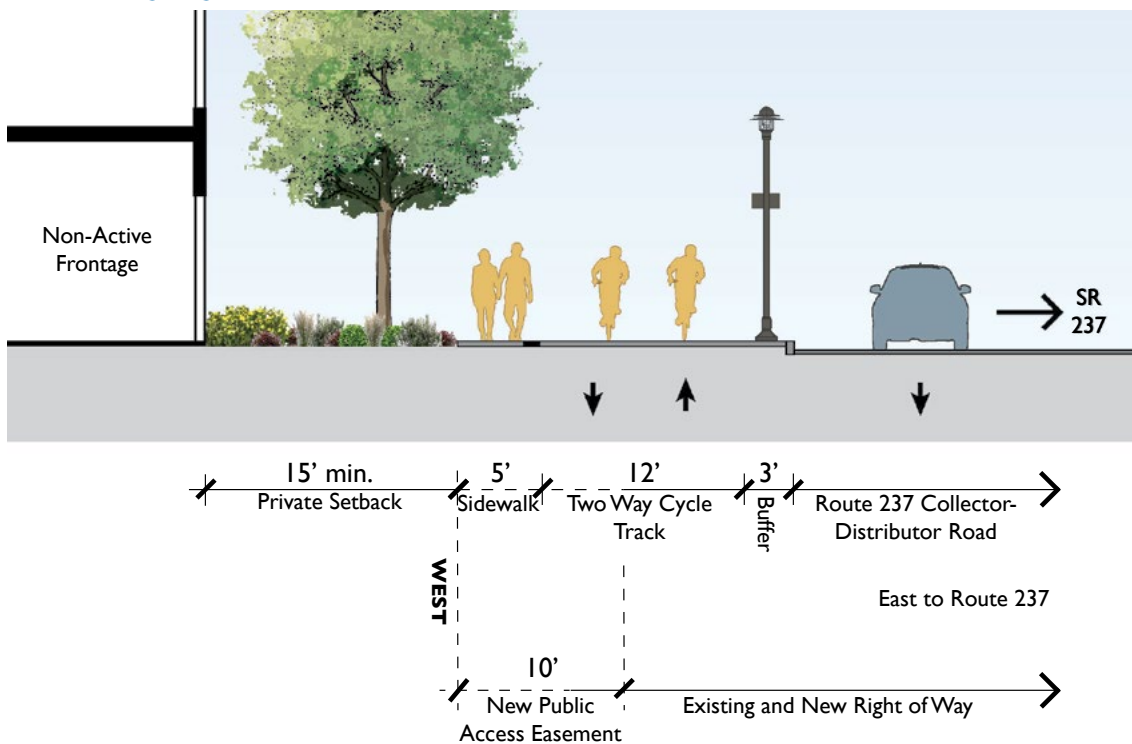 Non-Active
Frontage
SR
237
15' min.
Private Setback
5'
Sidewalk
12'
Two Way Cycle
Track
3'
Buffer
Route 237 Collector-
Distributor Road
WEST
East to Route 237
10'
New Public
Access Easement
Existing and New Right of Way